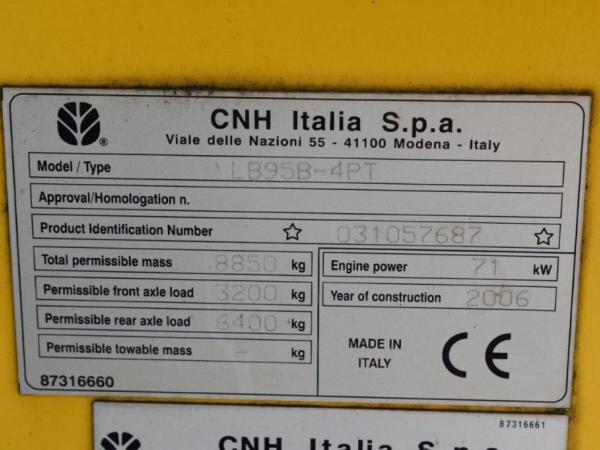 CNH Italia S.p.a.
Viale delle Nazioni 55 - 41100 Modena - Italy
Model / Type LB95B-4PT
Approval/Homologation n.
Product Identification Number ☆ 031057687 ☆
Total permissible mass 8850 kg
Permissible front axle load 3200 kg
Permissible rear axle load 6400 kg
Permissible towable mass - kg
Engine power 71 kW
Year of construction 2006
MADE IN
ITALY
CE
87316660
87316661
CNH Italia S.p.a.